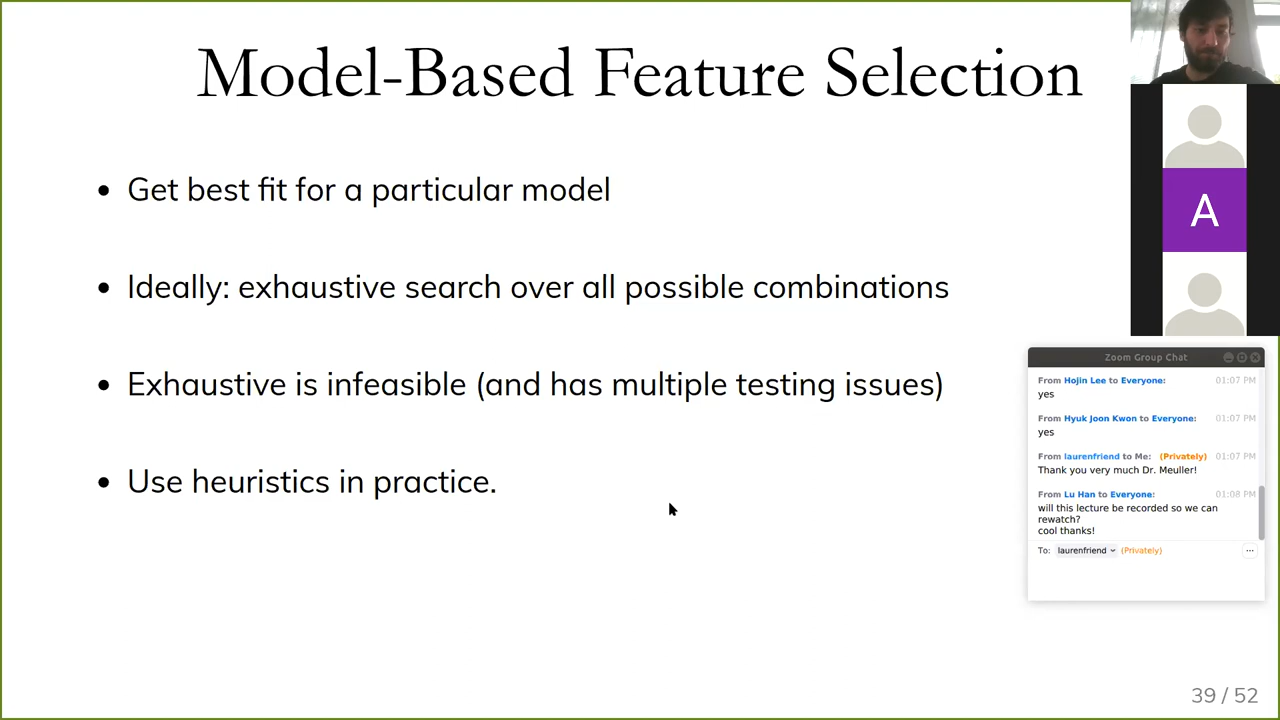 Model-Based Feature Selection
• Get best fit for a particular model
• Ideally: exhaustive search over all possible combinations
• Exhaustive is infeasible (and has multiple testing issues)
• Use heuristics in practice.
A
Zoom Group Chat
From Hojin Lee to Everyone: 01:07 PM
yes
From Hyuk Joon Kwon to Everyone: 01:07 PM
yes
From laurenfriend to Me: (Privately) 01:07 PM
Thank you very much Dr. Meuller!
From Lu Han to Everyone: 01:08 PM
will this lecture be recorded so we can
rewatch?
cool thanks!
To: laurenfriend (Privately) ...
39 / 52